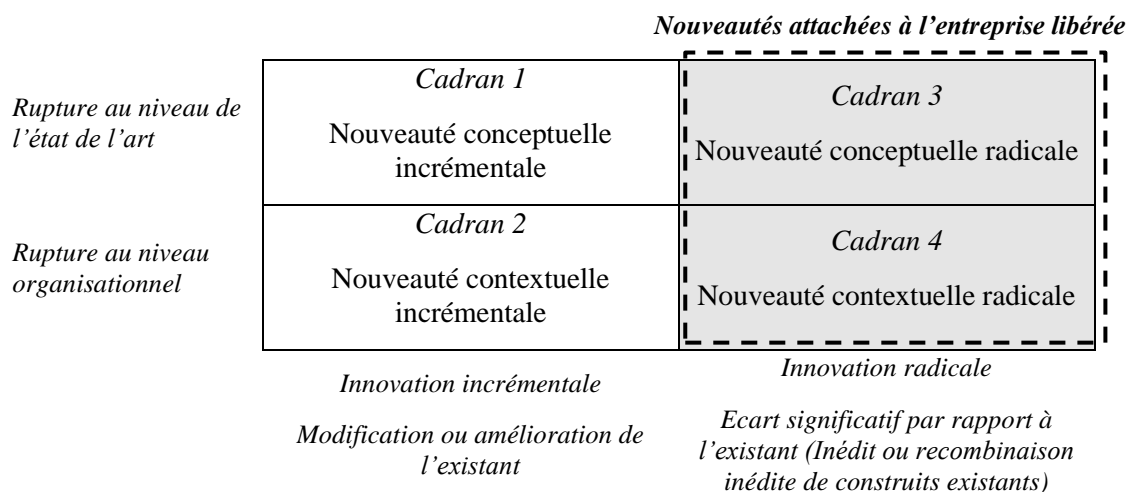 Nouveautés attachées à l'entreprise libérée
Rupture au niveau de
l'état de l'art
Cadran 1
Nouveauté conceptuelle
incrémentale
Cadran 3
Nouveauté conceptuelle radicale
Rupture au niveau
organisationnel
Cadran 2
Nouveauté contextuelle
incrémentale
Cadran 4
Nouveauté contextuelle radicale
Innovation incrémentale
Modification ou amélioration de
l'existant
Innovation radicale
Ecart significatif par rapport à
l'existant (Inédit ou recombinaison
inédite de construits existants)